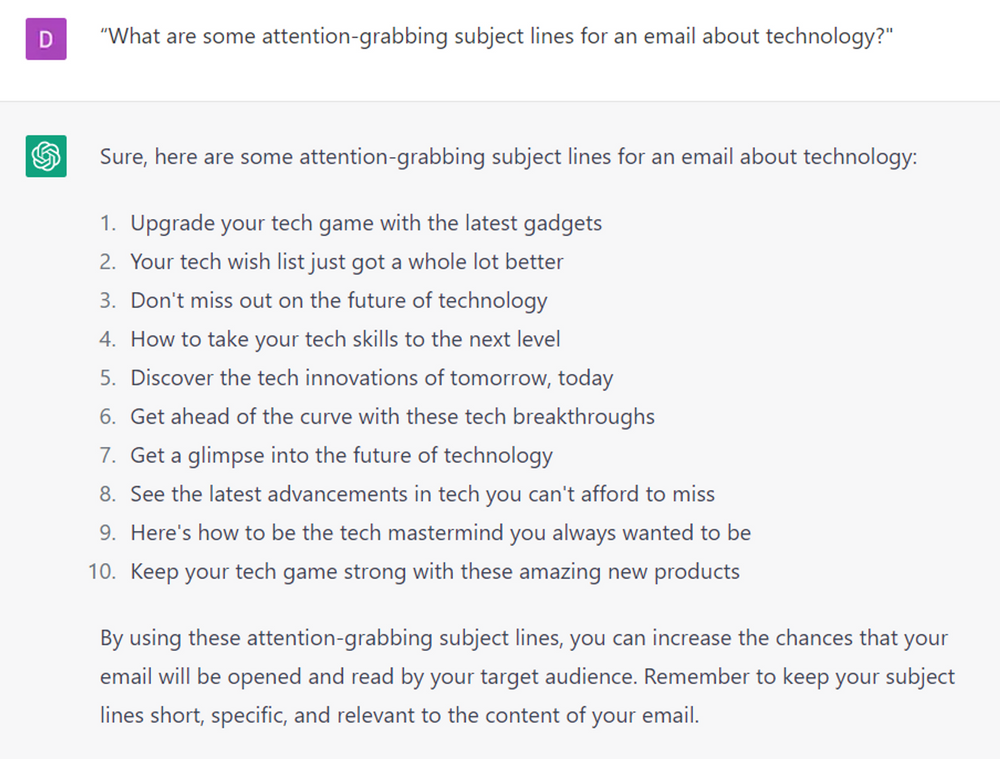 D
“What are some attention-grabbing subject lines for an email about technology?"
Sure, here are some attention-grabbing subject lines for an email about technology:
1. Upgrade your tech game with the latest gadgets
2. Your tech wish list just got a whole lot better
3. Don't miss out on the future of technology
4. How to take your tech skills to the next level
5. Discover the tech innovations of tomorrow, today
6. Get ahead of the curve with these tech breakthroughs
7. Get a glimpse into the future of technology
8. See the latest advancements in tech you can't afford to miss
9. Here's how to be the tech mastermind you always wanted to be
10. Keep your tech game strong with these amazing new products
By using these attention-grabbing subject lines, you can increase the chances that your
email will be opened and read by your target audience. Remember to keep your subject
lines short, specific, and relevant to the content of your email.